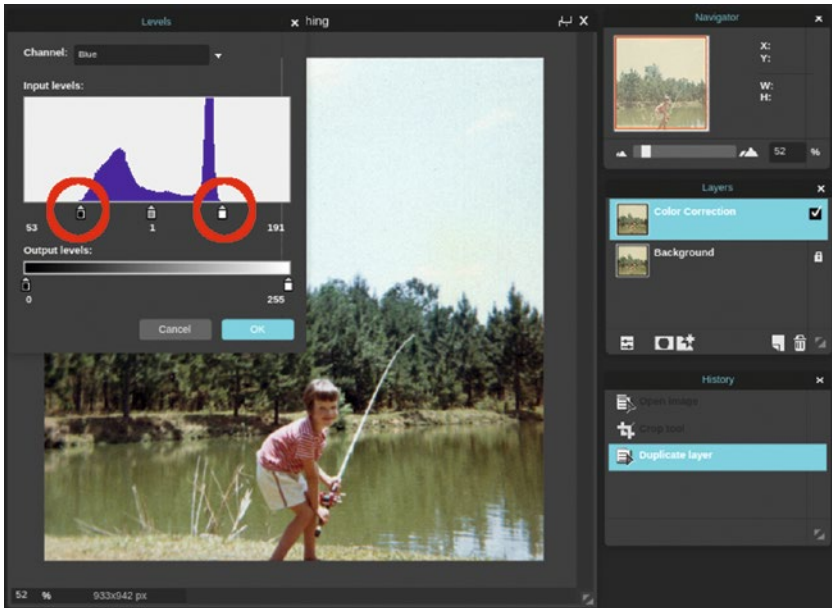 Levels
Channel: Blue
Input levels:
53 1 191
Output levels:
0 255
Cancel OK
hing
52 % 933x942 px
Navigator
X:
Y:
W:
H:
52 %
Layers
Color Correction
Background
History
Open image
Crop tool
Duplicate layer